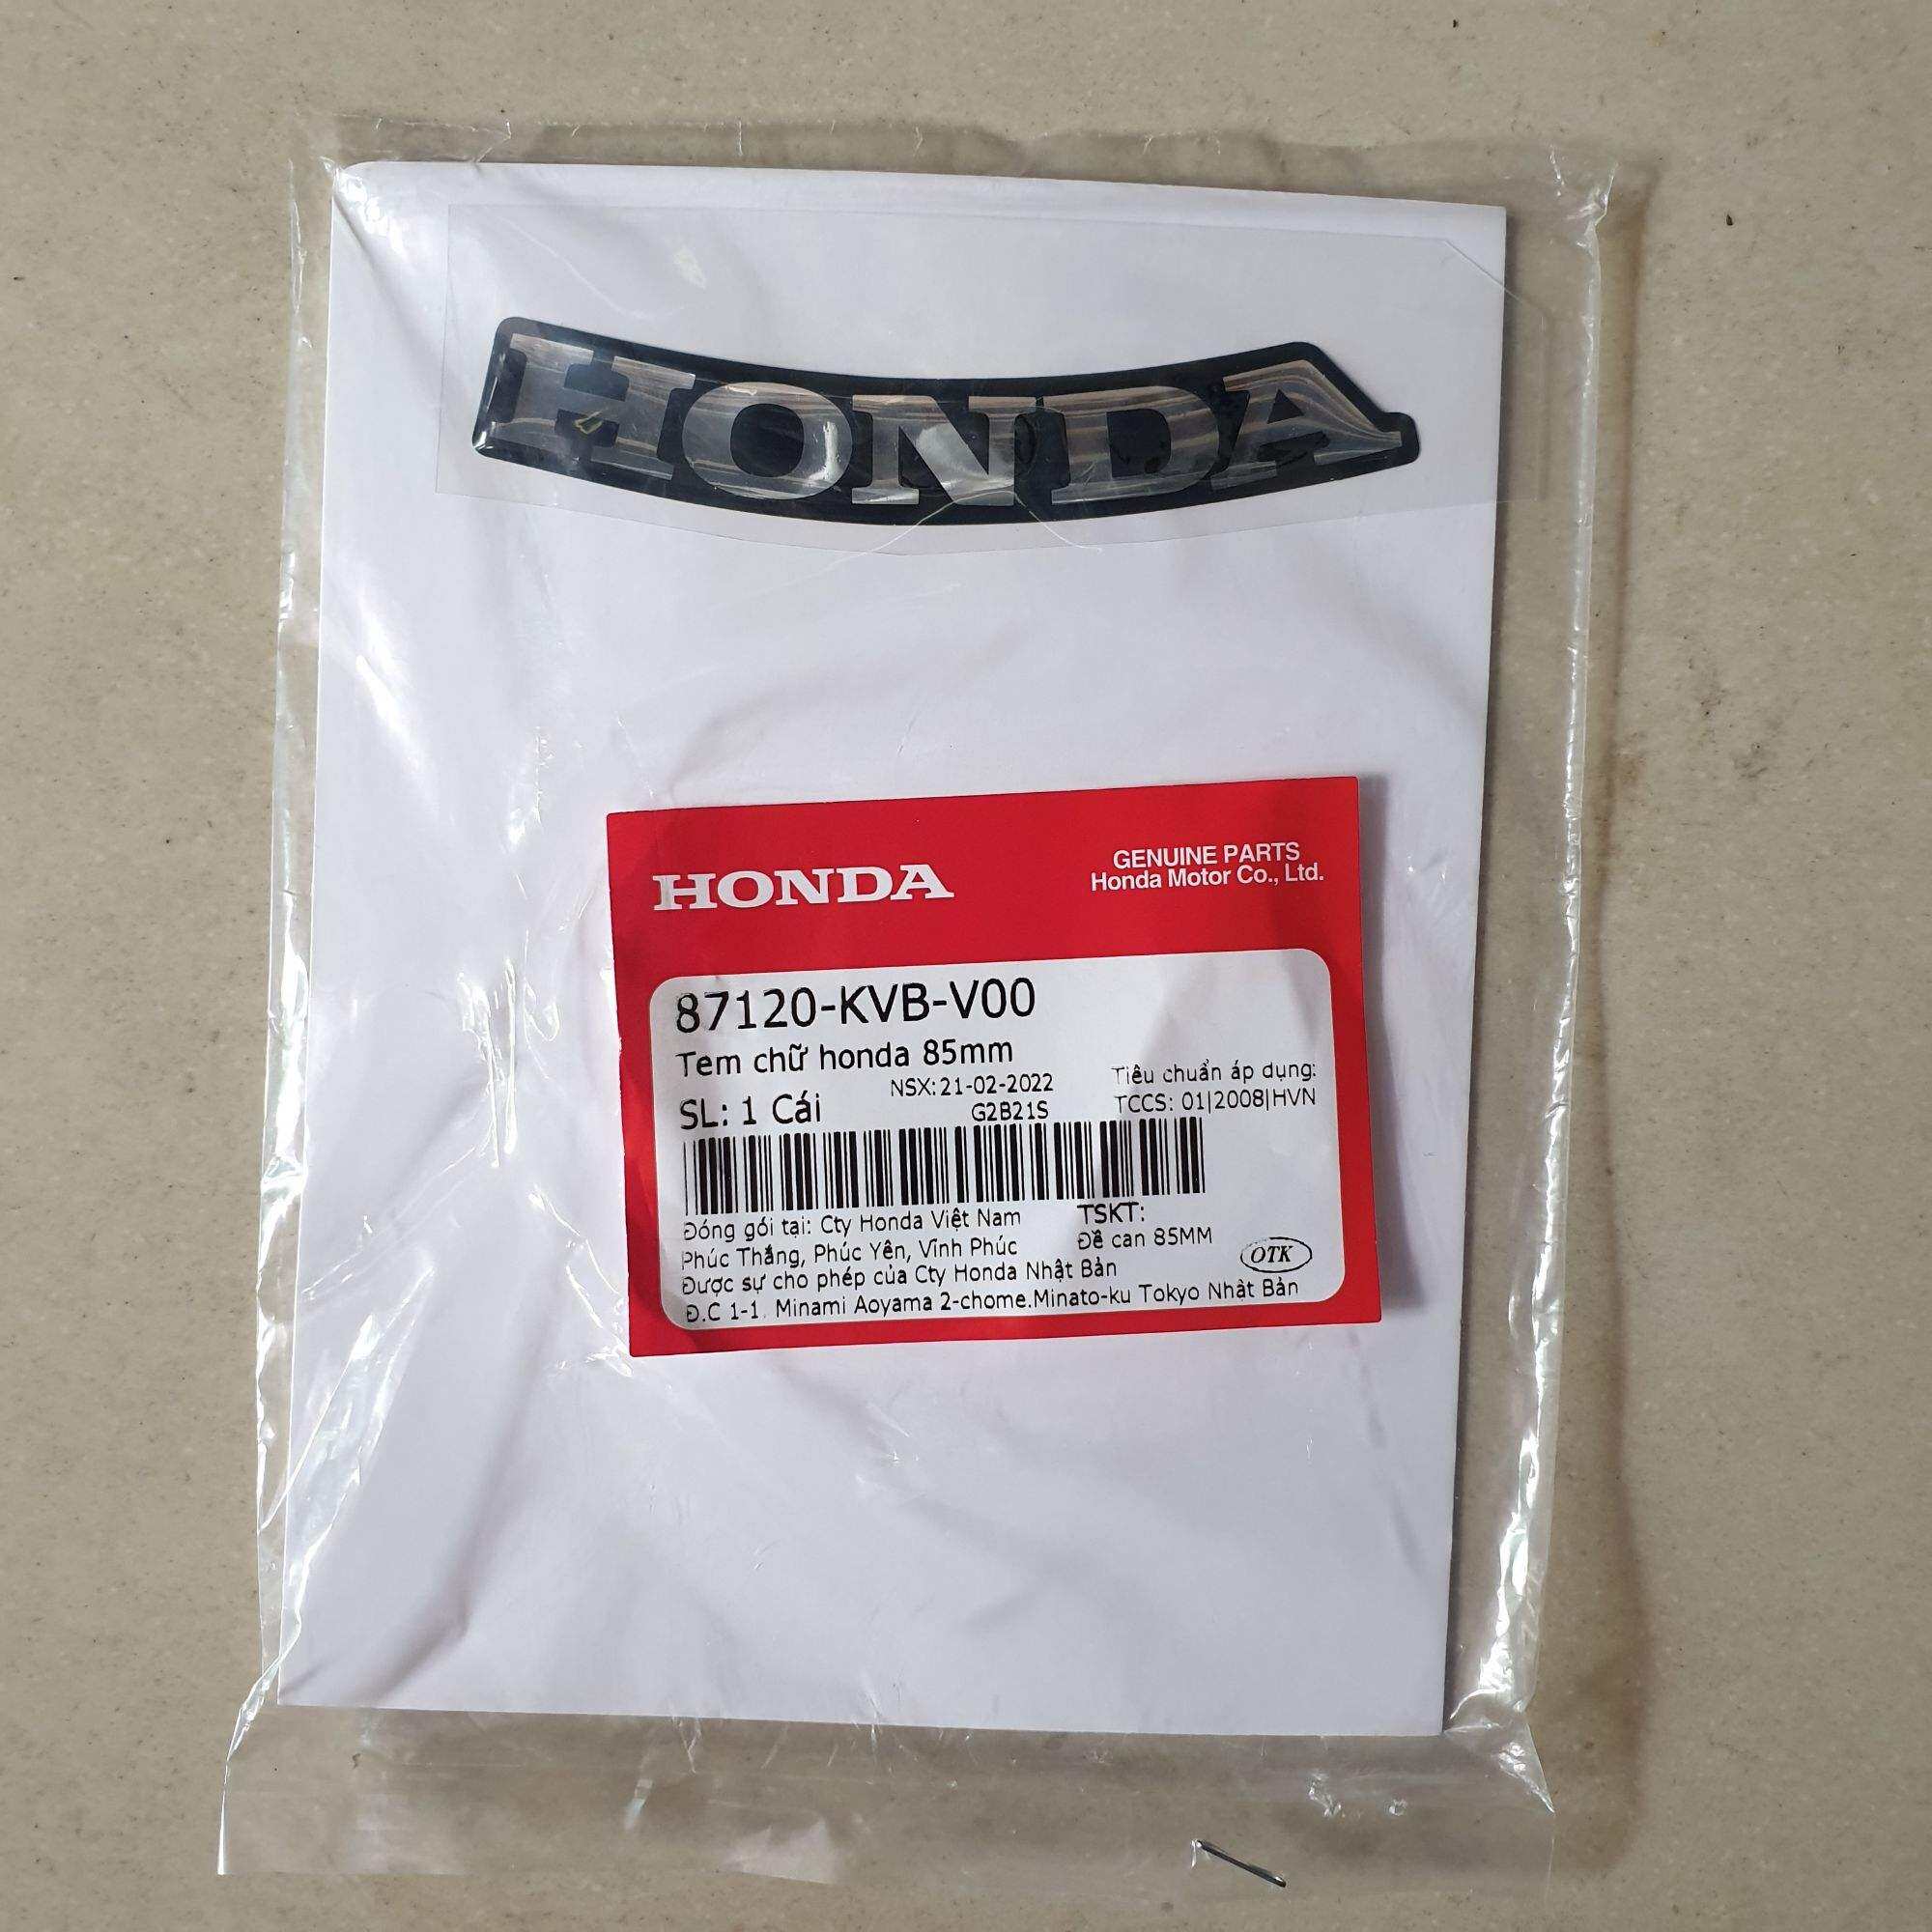 HONDA
HONDA
GENUINE PARTS
Honda Motor Co., Ltd.
87120-KVB-V00
Tem chữ honda 85mm
NSX:21-02-2022
Tiêu chuẩn áp dụng:
SL: 1 Cái
G2B21S
TCCS: 01|2008|HVN
Đóng gói tại: Cty Honda Việt Nam
TSKT:
Phúc Thắng, Phúc Yên, Vĩnh Phúc
Đề can 85MM
OTK
Được sự cho phép của Cty Honda Nhật Bản
Đ.C 1-1, Minami Aoyama 2-chome.Minato-ku Tokyo Nhật Bản